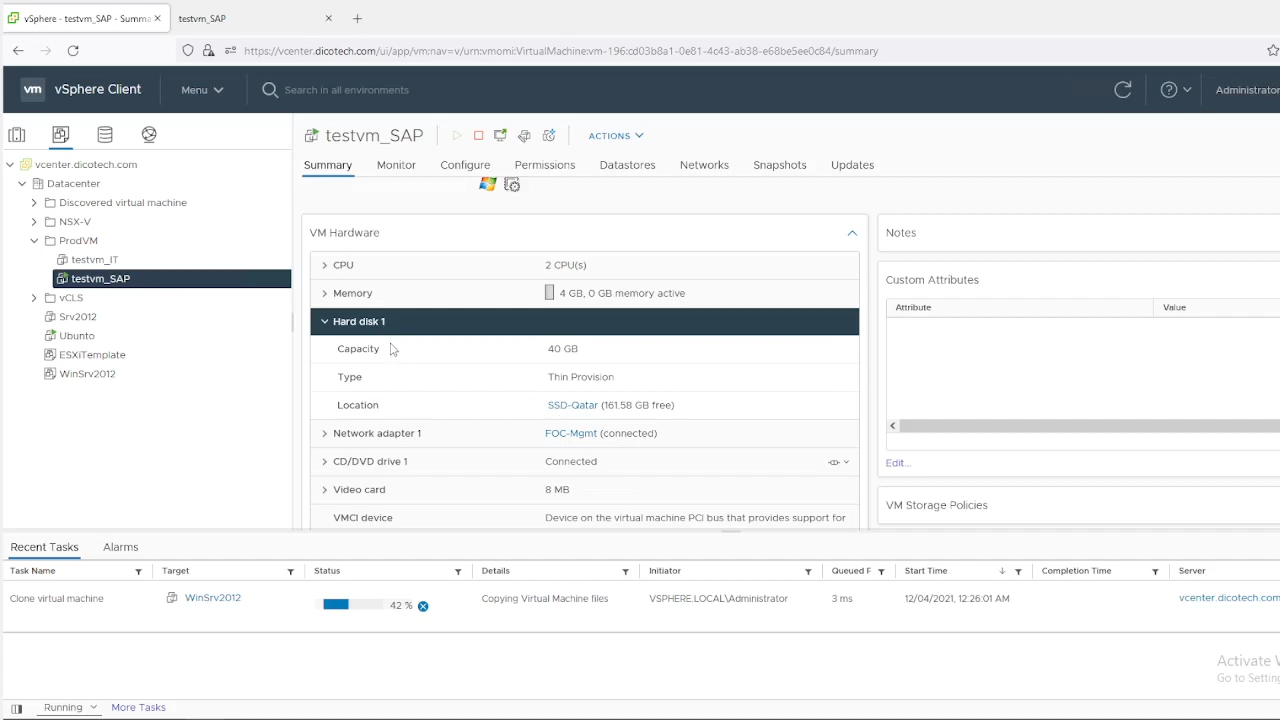 vSphere - testvm_SAP - Summa
testvm_SAP
https://vcenter.dicotech.com/ui/app/vm;nav=v/urn:vmomi:VirtualMachine:vm-196:cd03b8a1-0e81-4c43-ab38-e68be5ee0c84/summary
vm vSphere Client Menu Search in all environments Administrator
testvm_SAP ACTIONS
Summary Monitor Configure Permissions Datastores Networks Snapshots Updates
vcenter.dicotech.com
Datacenter
Discovered virtual machine
NSX-V
ProdVM
testvm_IT
testvm_SAP
vCLS
Srv2012
Ubunto
ESXiTemplate
WinSrv2012
VM Hardware
CPU 2 CPU(s)
Memory 4 GB, 0 GB memory active
Hard disk 1
Capacity 40 GB
Type Thin Provision
Location SSD-Qatar (161.58 GB free)
Network adapter 1 FOC-Mgmt (connected)
CD/DVD drive 1 Connected
Video card 8 MB
VMCI device Device on the virtual machine PCI bus that provides support for
Notes
Custom Attributes
Attribute Value
Edit...
VM Storage Policies
Recent Tasks Alarms
Task Name Target Status Details Initiator Queued F Start Time Completion Time Server
Clone virtual machine WinSrv2012 42 % Copying Virtual Machine files VSPHERE.LOCAL\Administrator 3 ms 12/04/2021, 12:26:01 AM vcenter.dicotech.com
Activate W
Go to Setting
Running More Tasks